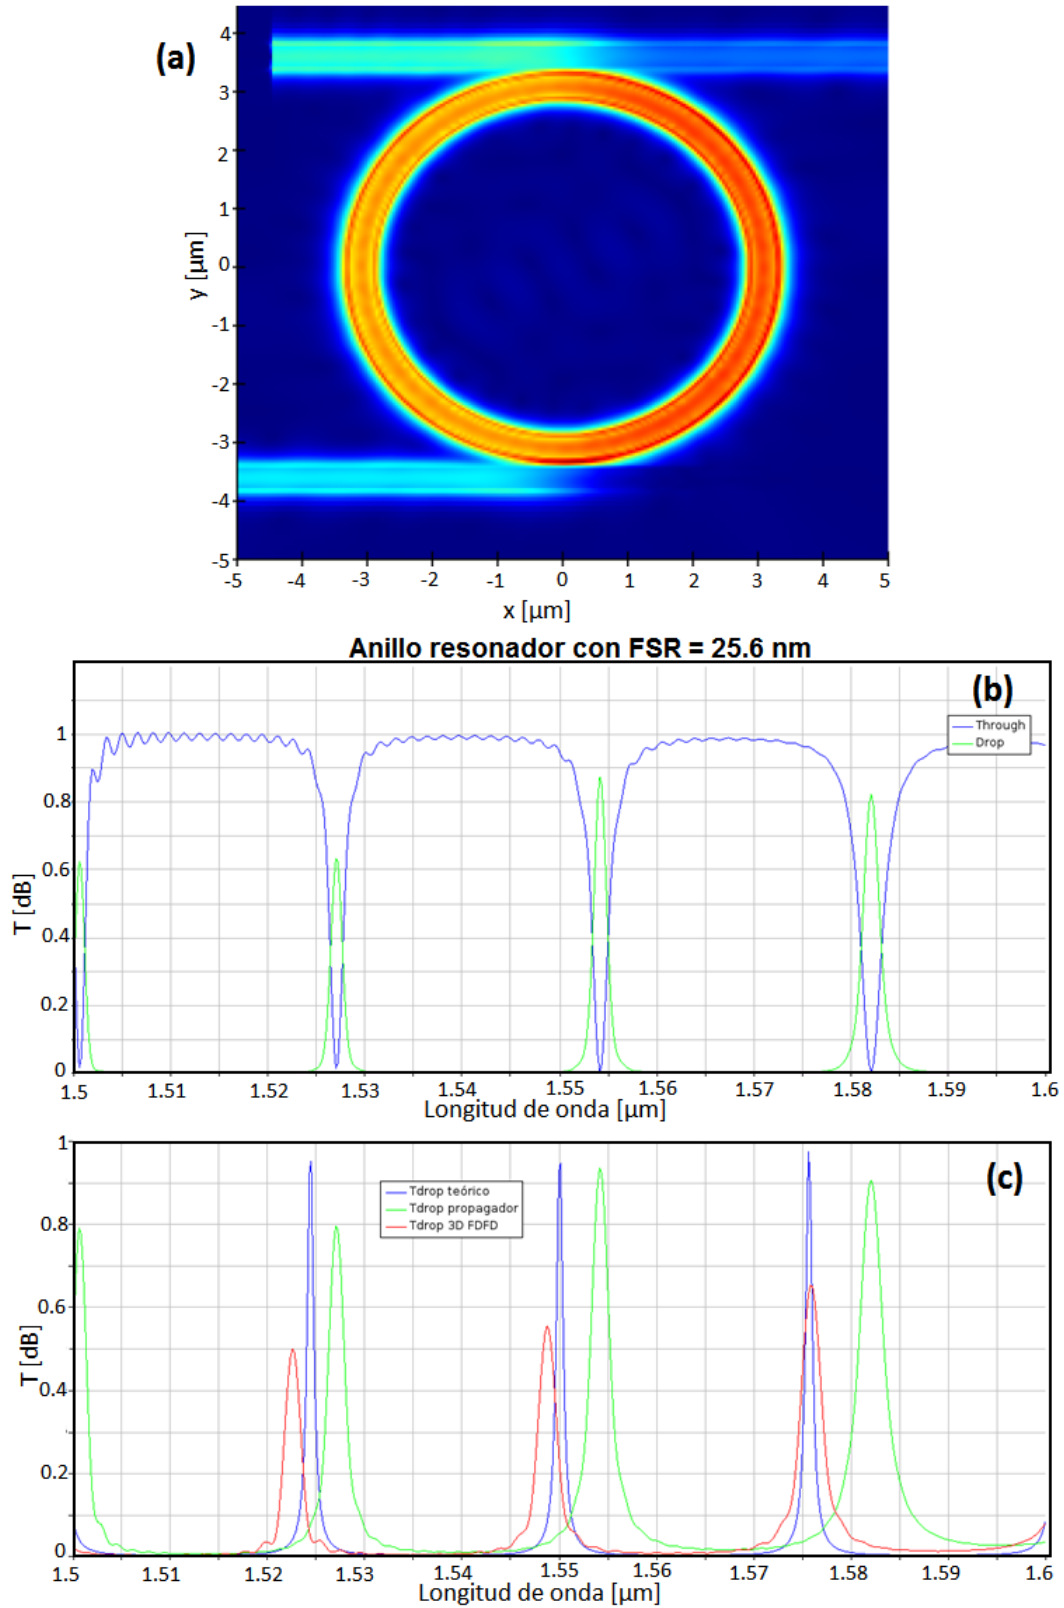 (a)
4
3
2
1
0
-1
-2
-3
-4
-5
y [µm]
-5 -4 -3 -2 -1 0 1 2 3 4 5
x [µm]
Anillo resonador con FSR = 25.6 nm
(b)
Through
Drop
1
0.8
0.6
0.4
0.2
0
T [dB]
1.5 1.51 1.52 1.53 1.54 1.55 1.56 1.57 1.58 1.59 1.6
Longitud de onda [µm]
(c)
Tdrop teórico
Tdrop propagador
Tdrop 3D FDFD
1
0.8
0.6
0.4
0.2
0
T [dB]
1.5 1.51 1.52 1.53 1.54 1.55 1.56 1.57 1.58 1.59 1.6
Longitud de onda [µm]